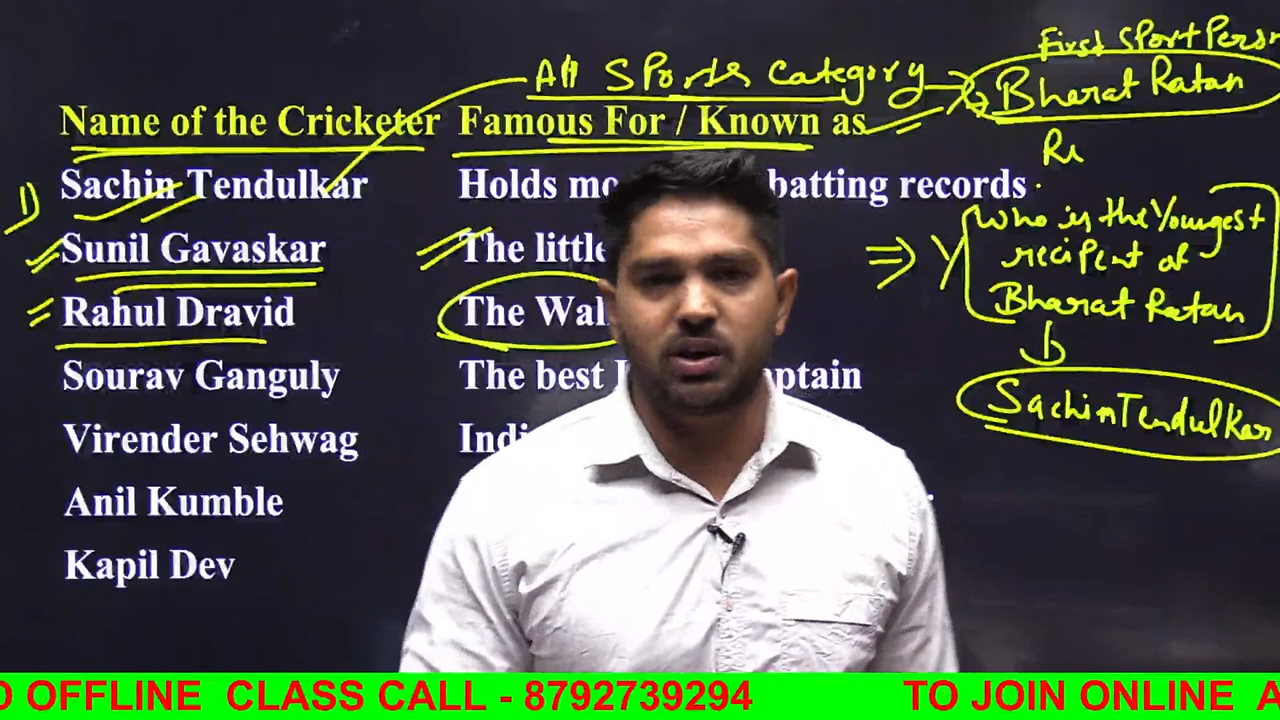 First Sport Person
All Sports Category
Bharat Ratan
Name of the Cricketer Famous For / Known as
Re
1) Sachin Tendulkar Holds mo batting records
Who is the Youngest
Sunil Gavaskar The little
recipent of
Rahul Dravid The Wal
Bharat Ratan
Sourav Ganguly The best aptain
Sachin Tendulkar
Virender Sehwag Indi
Anil Kumble
Kapil Dev
OFFLINE CLASS CALL - 8792739294 TO JOIN ONLINE A